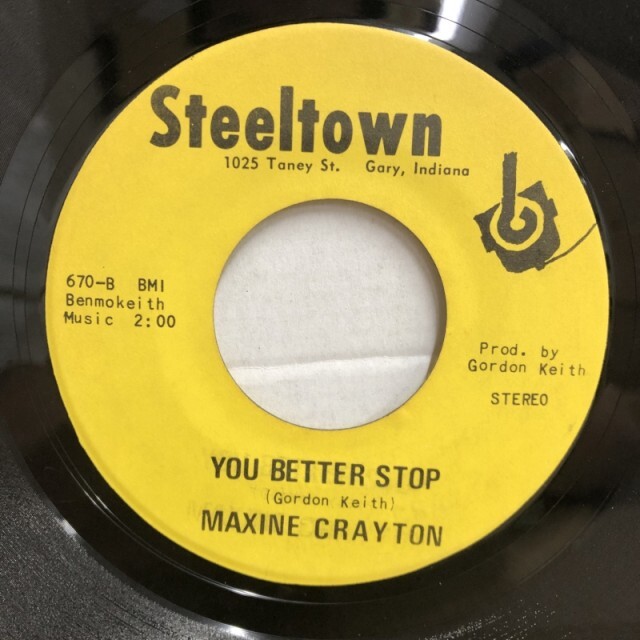 Steeltown
1025 Taney St. Gary, Indiana
670-B BMI
Benmokeith
Music 2:00
Prod. by
Gordon Keith
STEREO
YOU BETTER STOP
(Gordon Keith)
MAXINE CRAYTON